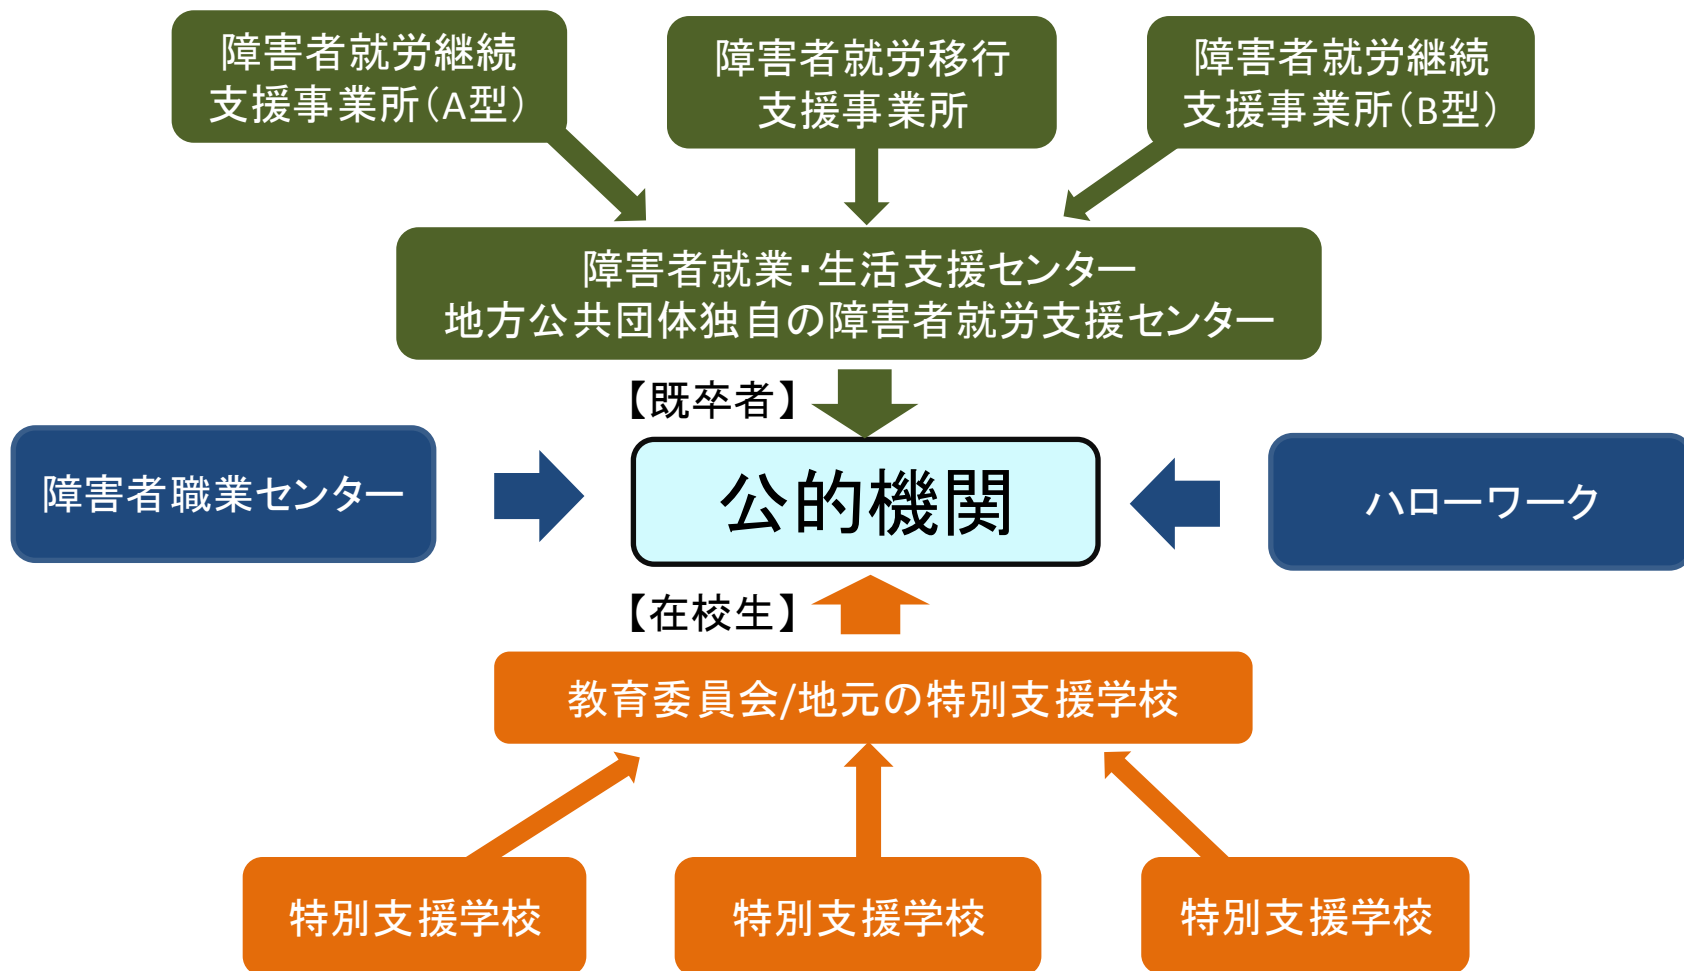 障害者就労継続
支援事業所（A型）
障害者就労移行
支援事業所
障害者就労継続
支援事業所（B型）
障害者就業・生活支援センター
地方公共団体独自の障害者就労支援センター
【既卒者】
障害者職業センター
公的機関
ハローワーク
【在校生】
教育委員会/地元の特別支援学校
特別支援学校
特別支援学校
特別支援学校